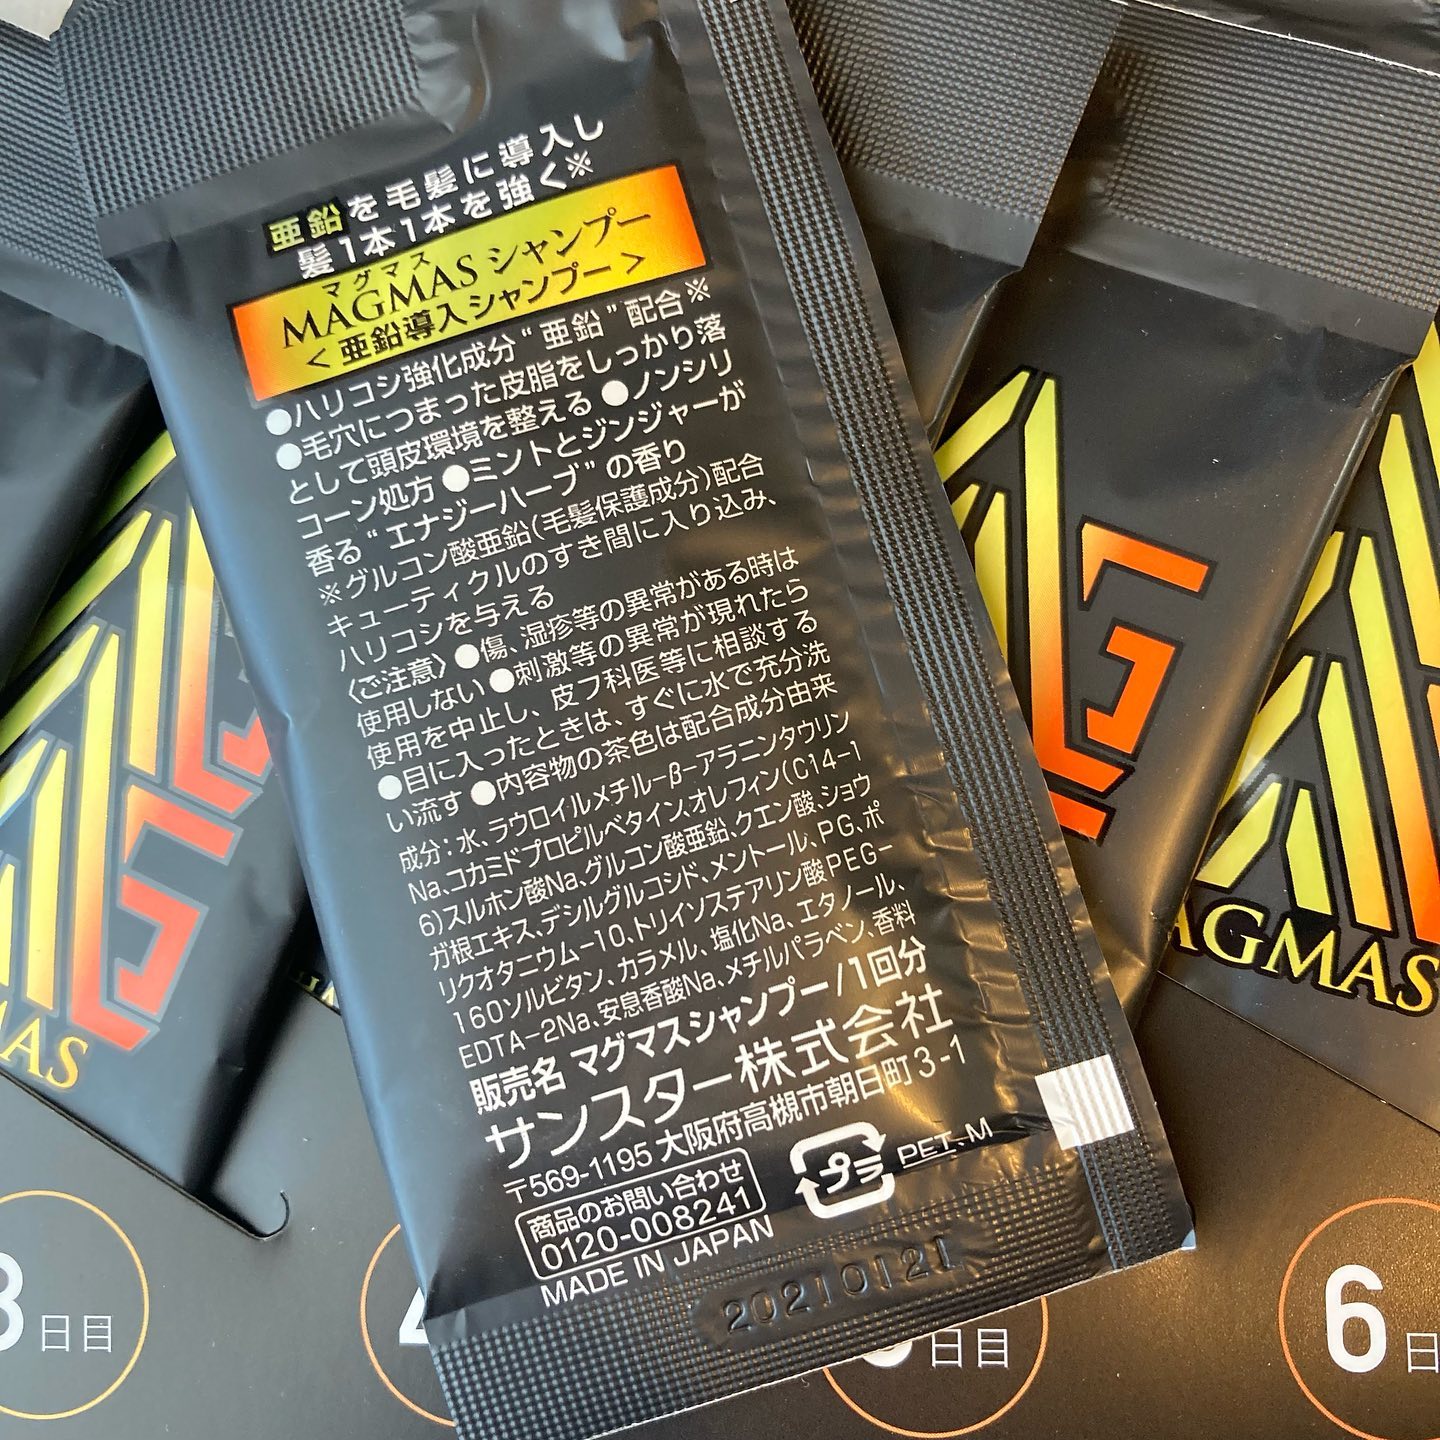 亜鉛を毛髪に導入し
髪1本1本を強く※
マグマス
MAGMAS シャンプー
<亜鉛導入シャンプー>
●ハリコシ強化成分“亜鉛”配合※
●毛穴につまった皮脂をしっかり落
として頭皮環境を整える ●ノンシリ
コーン処方 ●ミントとジンジャーが
香る“エナジーハーブ”の香り
※グルコン酸亜鉛(毛髪保護成分)配合
キューティクルのすき間に入り込み、
ハリコシを与える
〈ご注意〉●傷、湿疹等の異常がある時は
使用しない ●刺激等の異常が現れたら
使用を中止し、皮フ科医等に相談する
●目に入ったときは、すぐに水で充分洗
い流す ●内容物の茶色は配合成分由来
成分：水、ラウロイルメチル-β-アラニンタウリン
Na、コカミドプロピルベタイン、オレフィン(C14-1
6)スルホン酸Na、グルコン酸亜鉛、クエン酸、ショウ
ガ根エキス、デシルグルコシド、メントール、PG、ポ
リクオタニウム-10、トリイソステアリン酸PEG-
160ソルビタン、カラメル、塩化Na、エタノール、
EDTA-2Na、安息香酸Na、メチルパラベン、香料
販売名 マグマスシャンプー/1回分
サンスター株式会社
〒569-1195 大阪府高槻市朝日町3-1
商品のお問い合わせ
0120-008241
MADE IN JAPAN
プラ
PET、M
20210121
MAGMAS
AGMAS
3日目
日目
6日